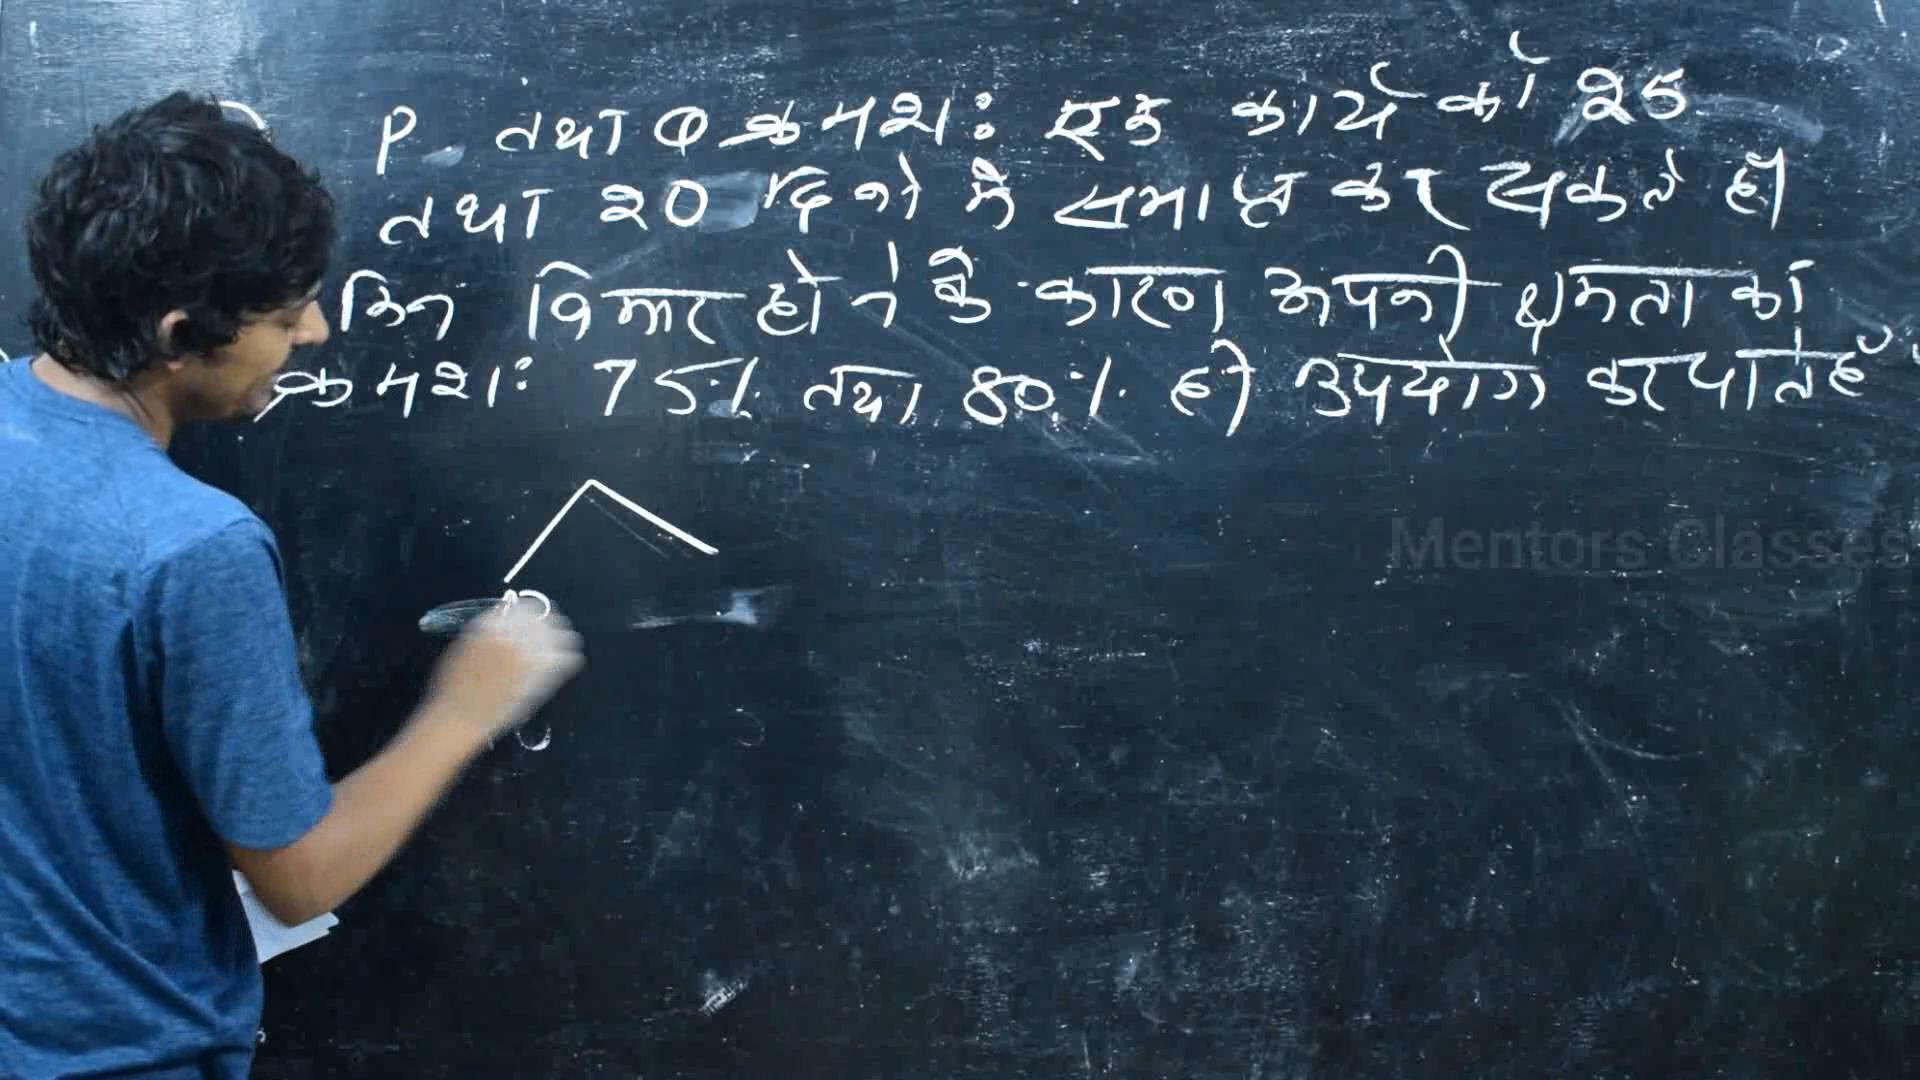 P तथा Q क्रमशः एक कार्य को 25
तथा 20 दिनो मे समाप्त कर सकते हैं
बिमार होने के कारण अपनी क्षमता का
क्रमशः 75% तथा 80% ही उपयोग कर पाते हैं
P
Mentors Classes